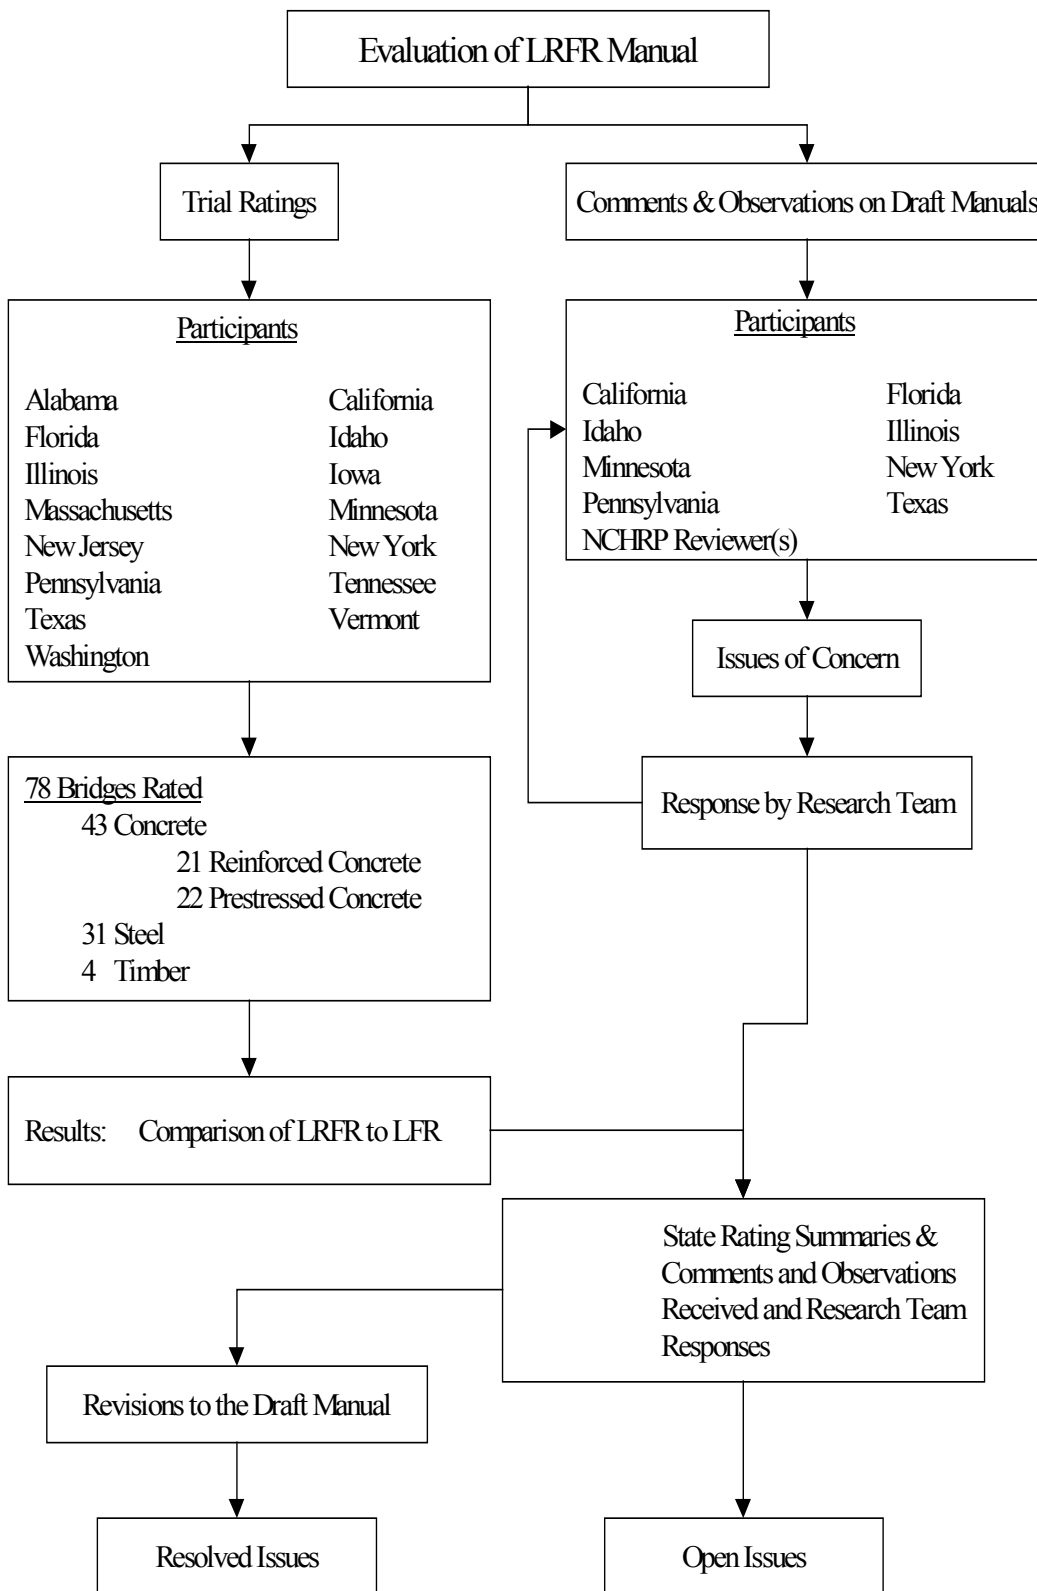 Evaluation of LRFR Manual
Trial Ratings
Comments & Observations on Draft Manuals
Participants
Alabama California
Florida Idaho
Illinois Iowa
Massachusetts Minnesota
New Jersey New York
Pennsylvania Tennessee
Texas Vermont
Washington
Participants
California Florida
Idaho Illinois
Minnesota New York
Pennsylvania Texas
NCHRP Reviewer(s)
Issues of Concern
Response by Research Team
78 Bridges Rated
43 Concrete
21 Reinforced Concrete
22 Prestressed Concrete
31 Steel
4 Timber
Results: Comparison of LRFR to LFR
State Rating Summaries &
Comments and Observations
Received and Research Team
Responses
Revisions to the Draft Manual
Resolved Issues
Open Issues